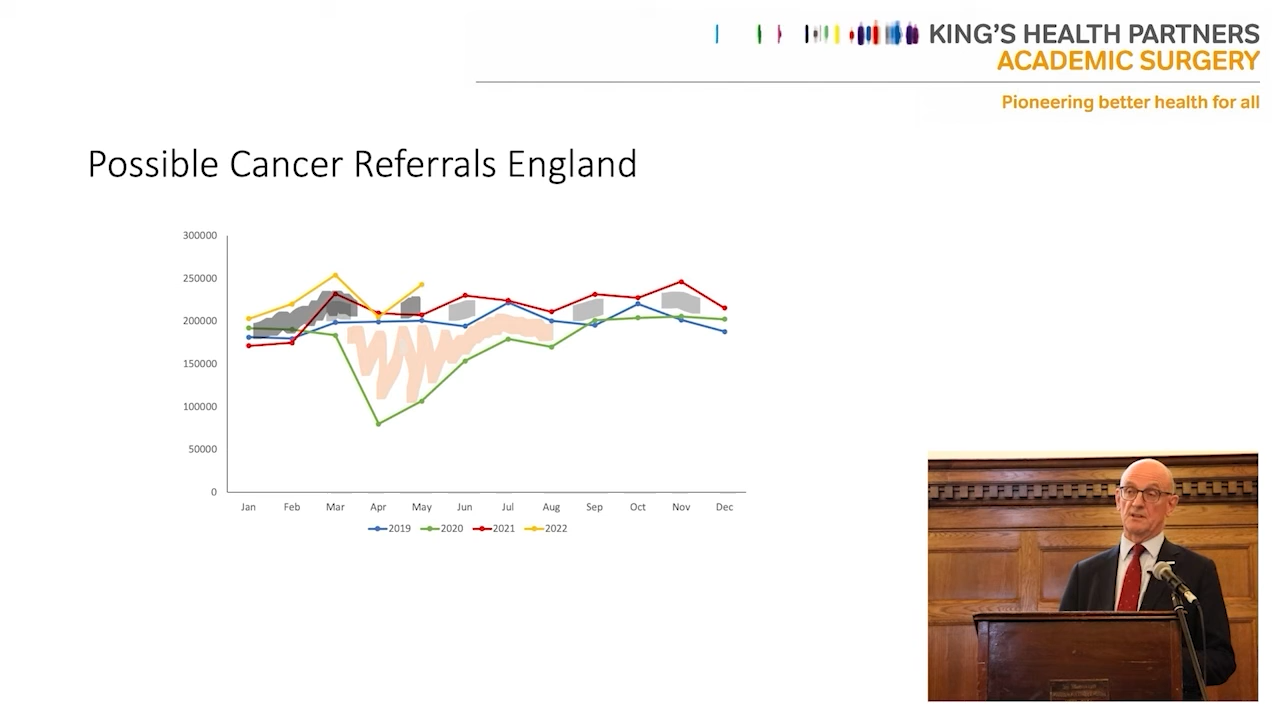 KING'S HEALTH PARTNERS
ACADEMIC SURGERY
Pioneering better health for all
Possible Cancer Referrals England
300000
250000
200000
150000
100000
50000
0
Jan Feb Mar Apr May Jun Jul Aug Sep Oct Nov Dec
2019 2020 2021 2022